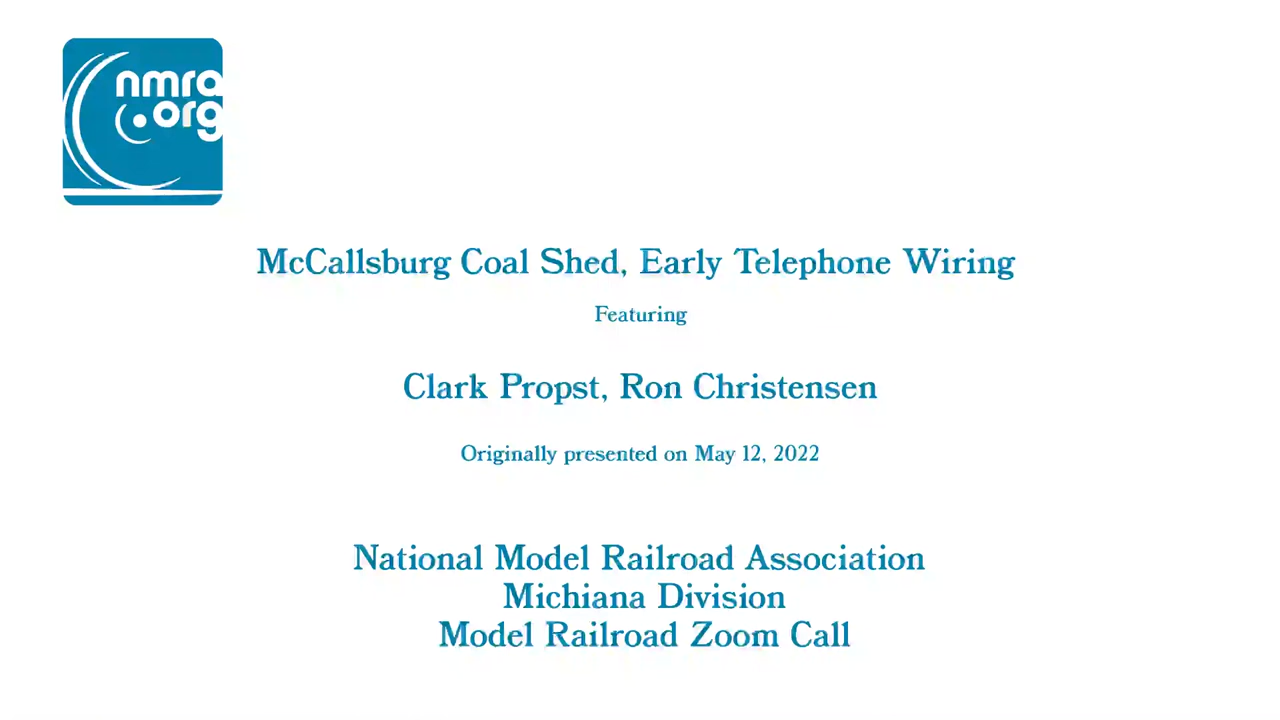 nmra
.org
McCallsburg Coal Shed, Early Telephone Wiring
Featuring
Clark Propst, Ron Christensen
Originally presented on May 12, 2022
National Model Railroad Association
Michiana Division
Model Railroad Zoom Call